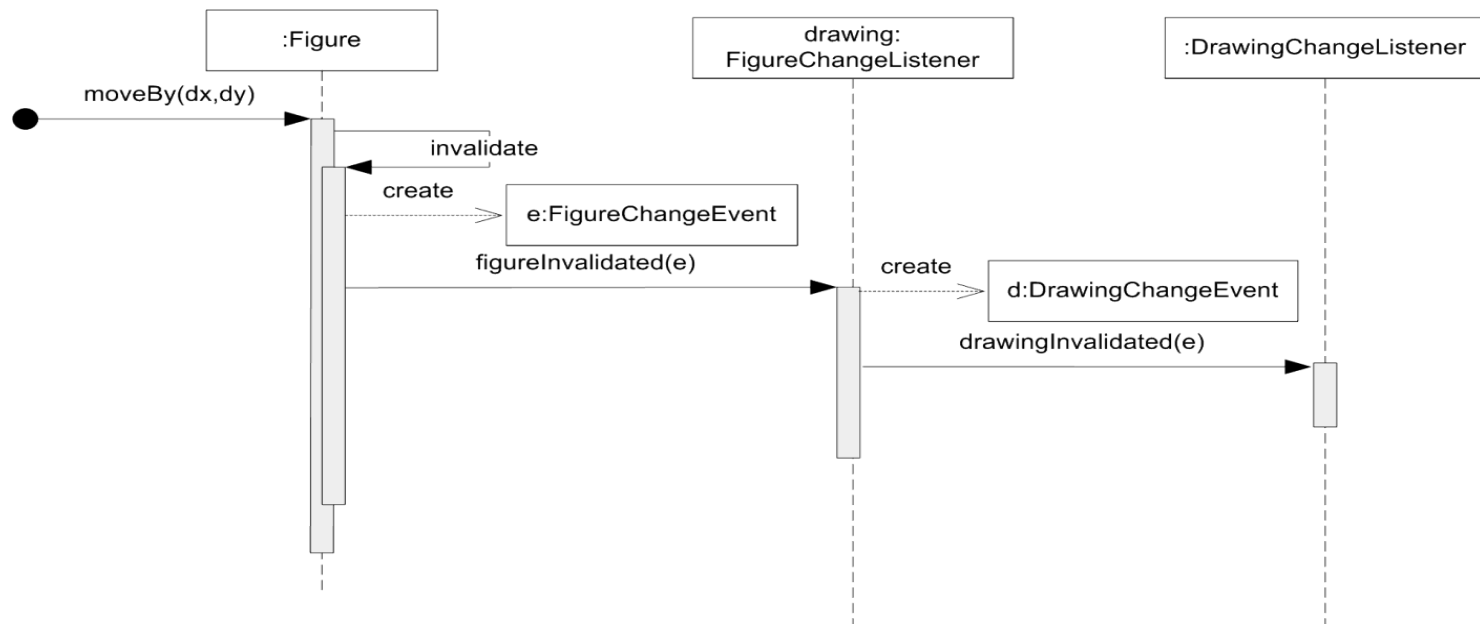 :Figure
drawing:
FigureChangeListener
:DrawingChangeListener
moveBy(dx,dy)
invalidate
create
e:FigureChangeEvent
figureInvalidated(e)
create
d:DrawingChangeEvent
drawingInvalidated(e)